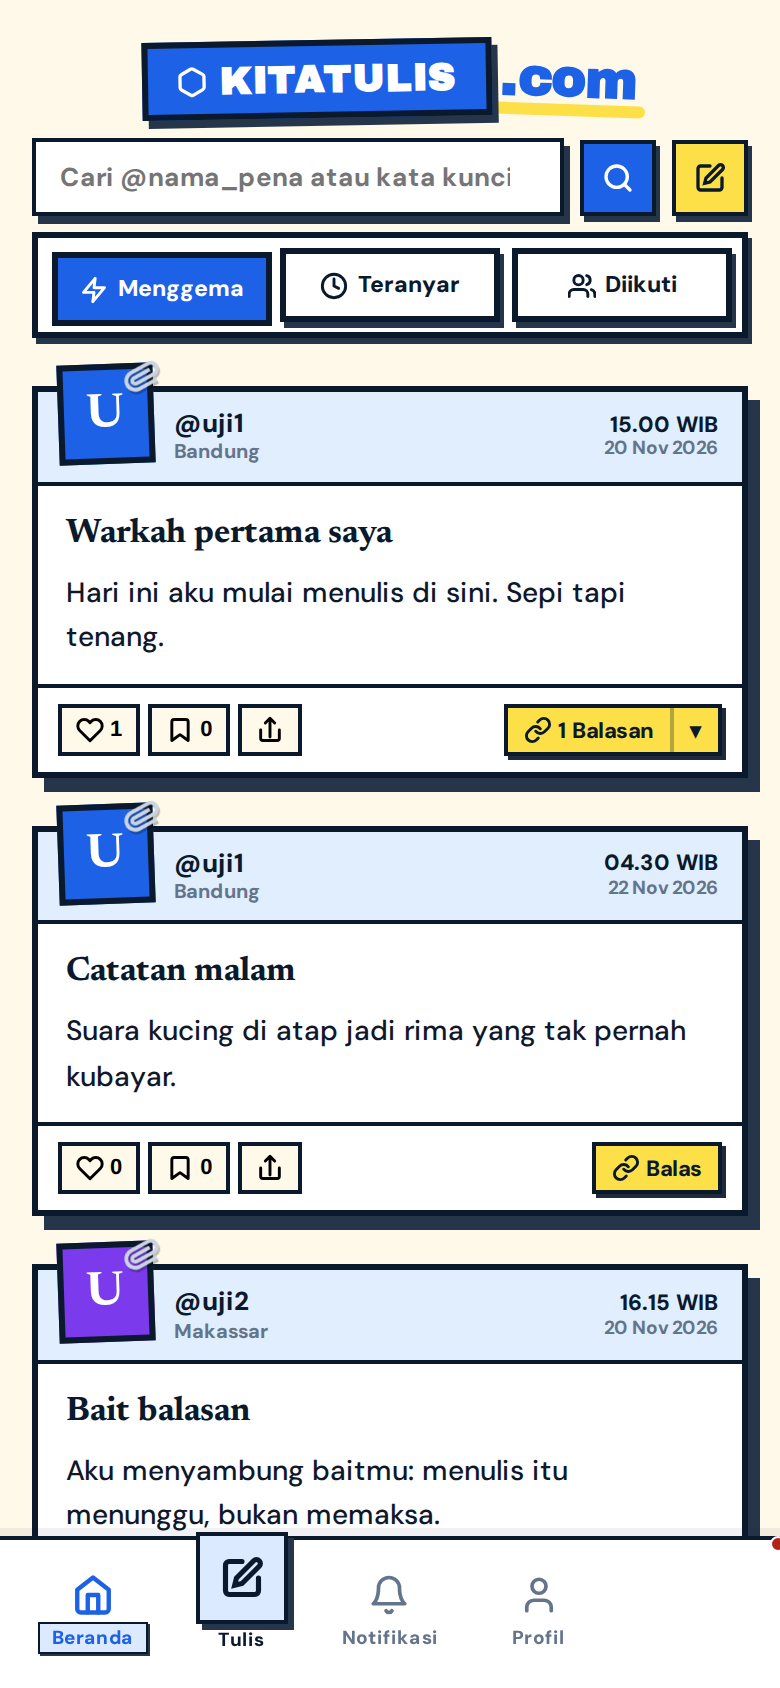 KITATULIS .com
Cari @nama_pena atau kata kunci
Menggema Teranyar Diikuti
U @uji1 15.00 WIB
Bandung 20 Nov 2026
Warkah pertama saya
Hari ini aku mulai menulis di sini. Sepi tapi
tenang.
1 0 1 Balasan ▼
U @uji1 04.30 WIB
Bandung 22 Nov 2026
Catatan malam
Suara kucing di atap jadi rima yang tak pernah
kubayar.
0 0 Balas
U @uji2 16.15 WIB
Makassar 20 Nov 2026
Bait balasan
Aku menyambung baitmu: menulis itu
menunggu, bukan memaksa.
Beranda Tulis Notifikasi Profil